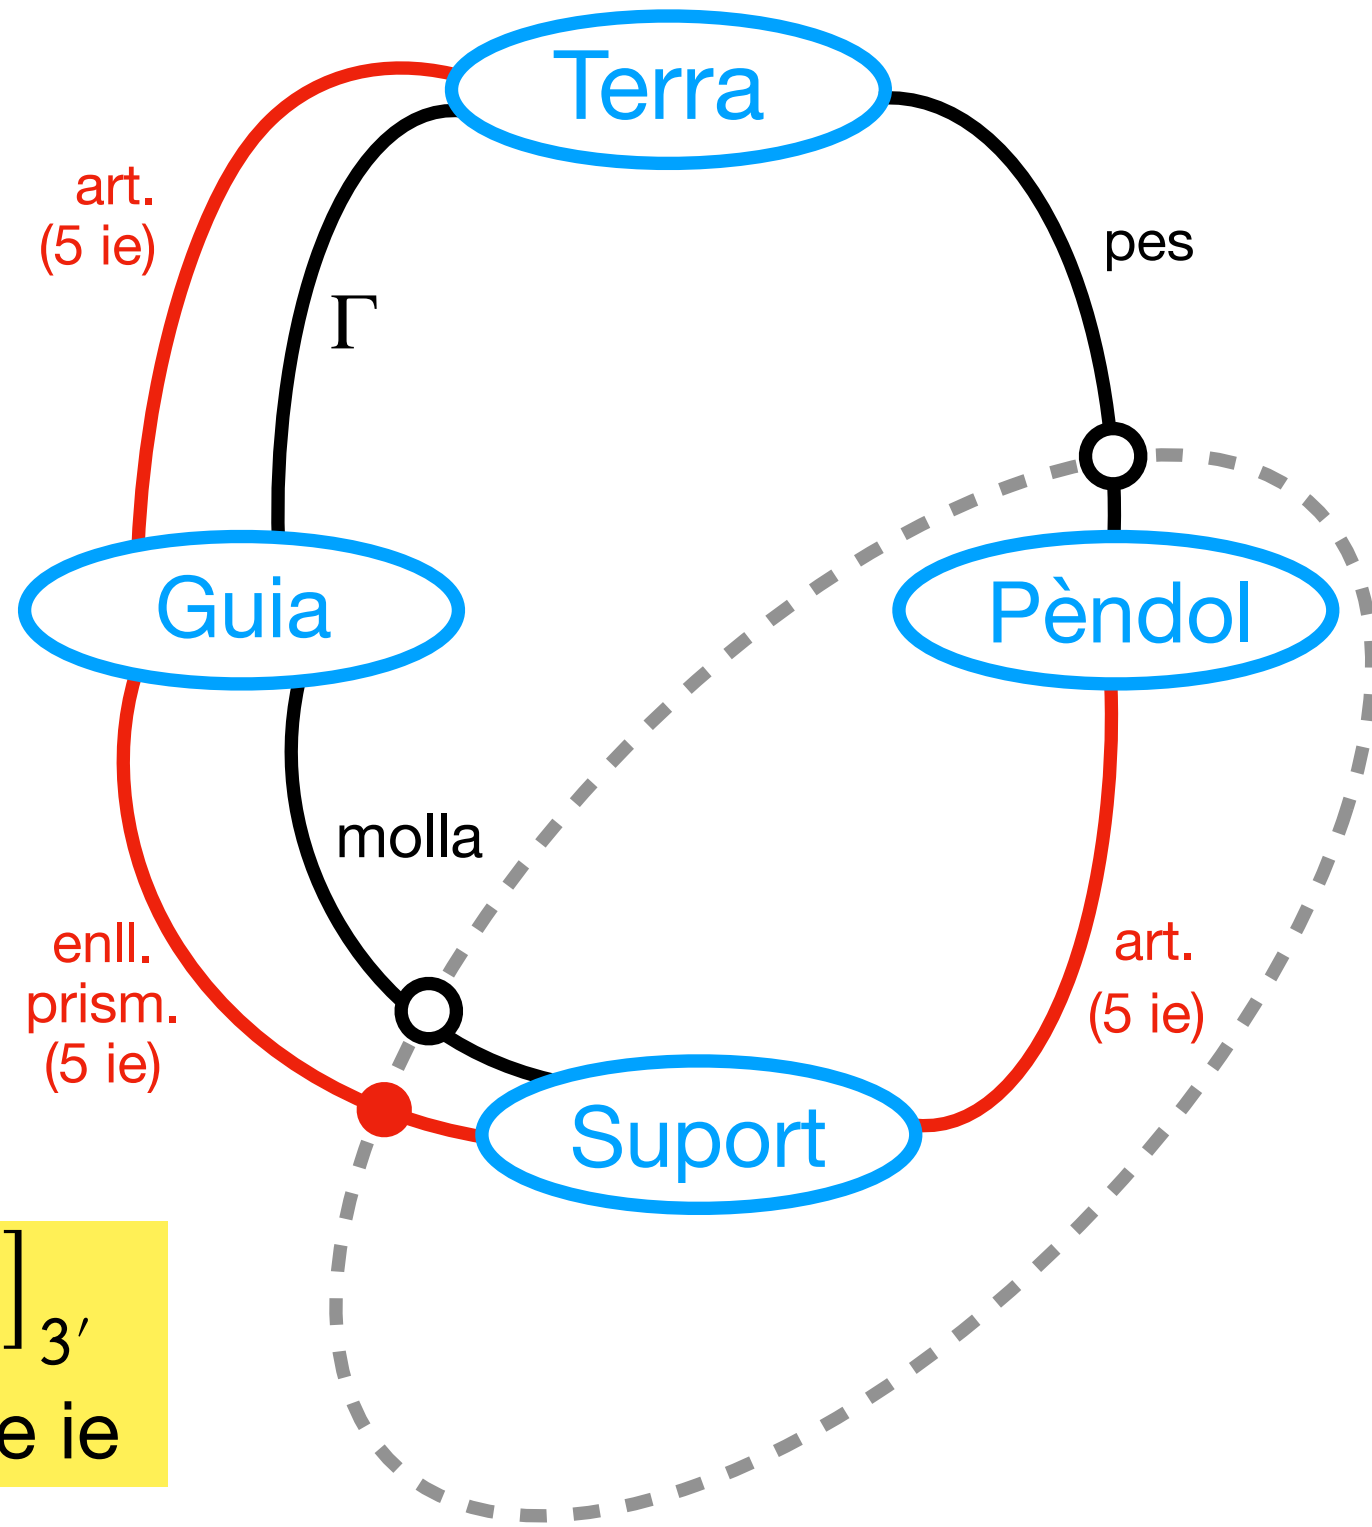 Terra
art.
(5 ie)
Γ
pes
Guia
Pèndol
molla
enll.
prism.
(5 ie)
art.
(5 ie)
Suport
]3′
e ie